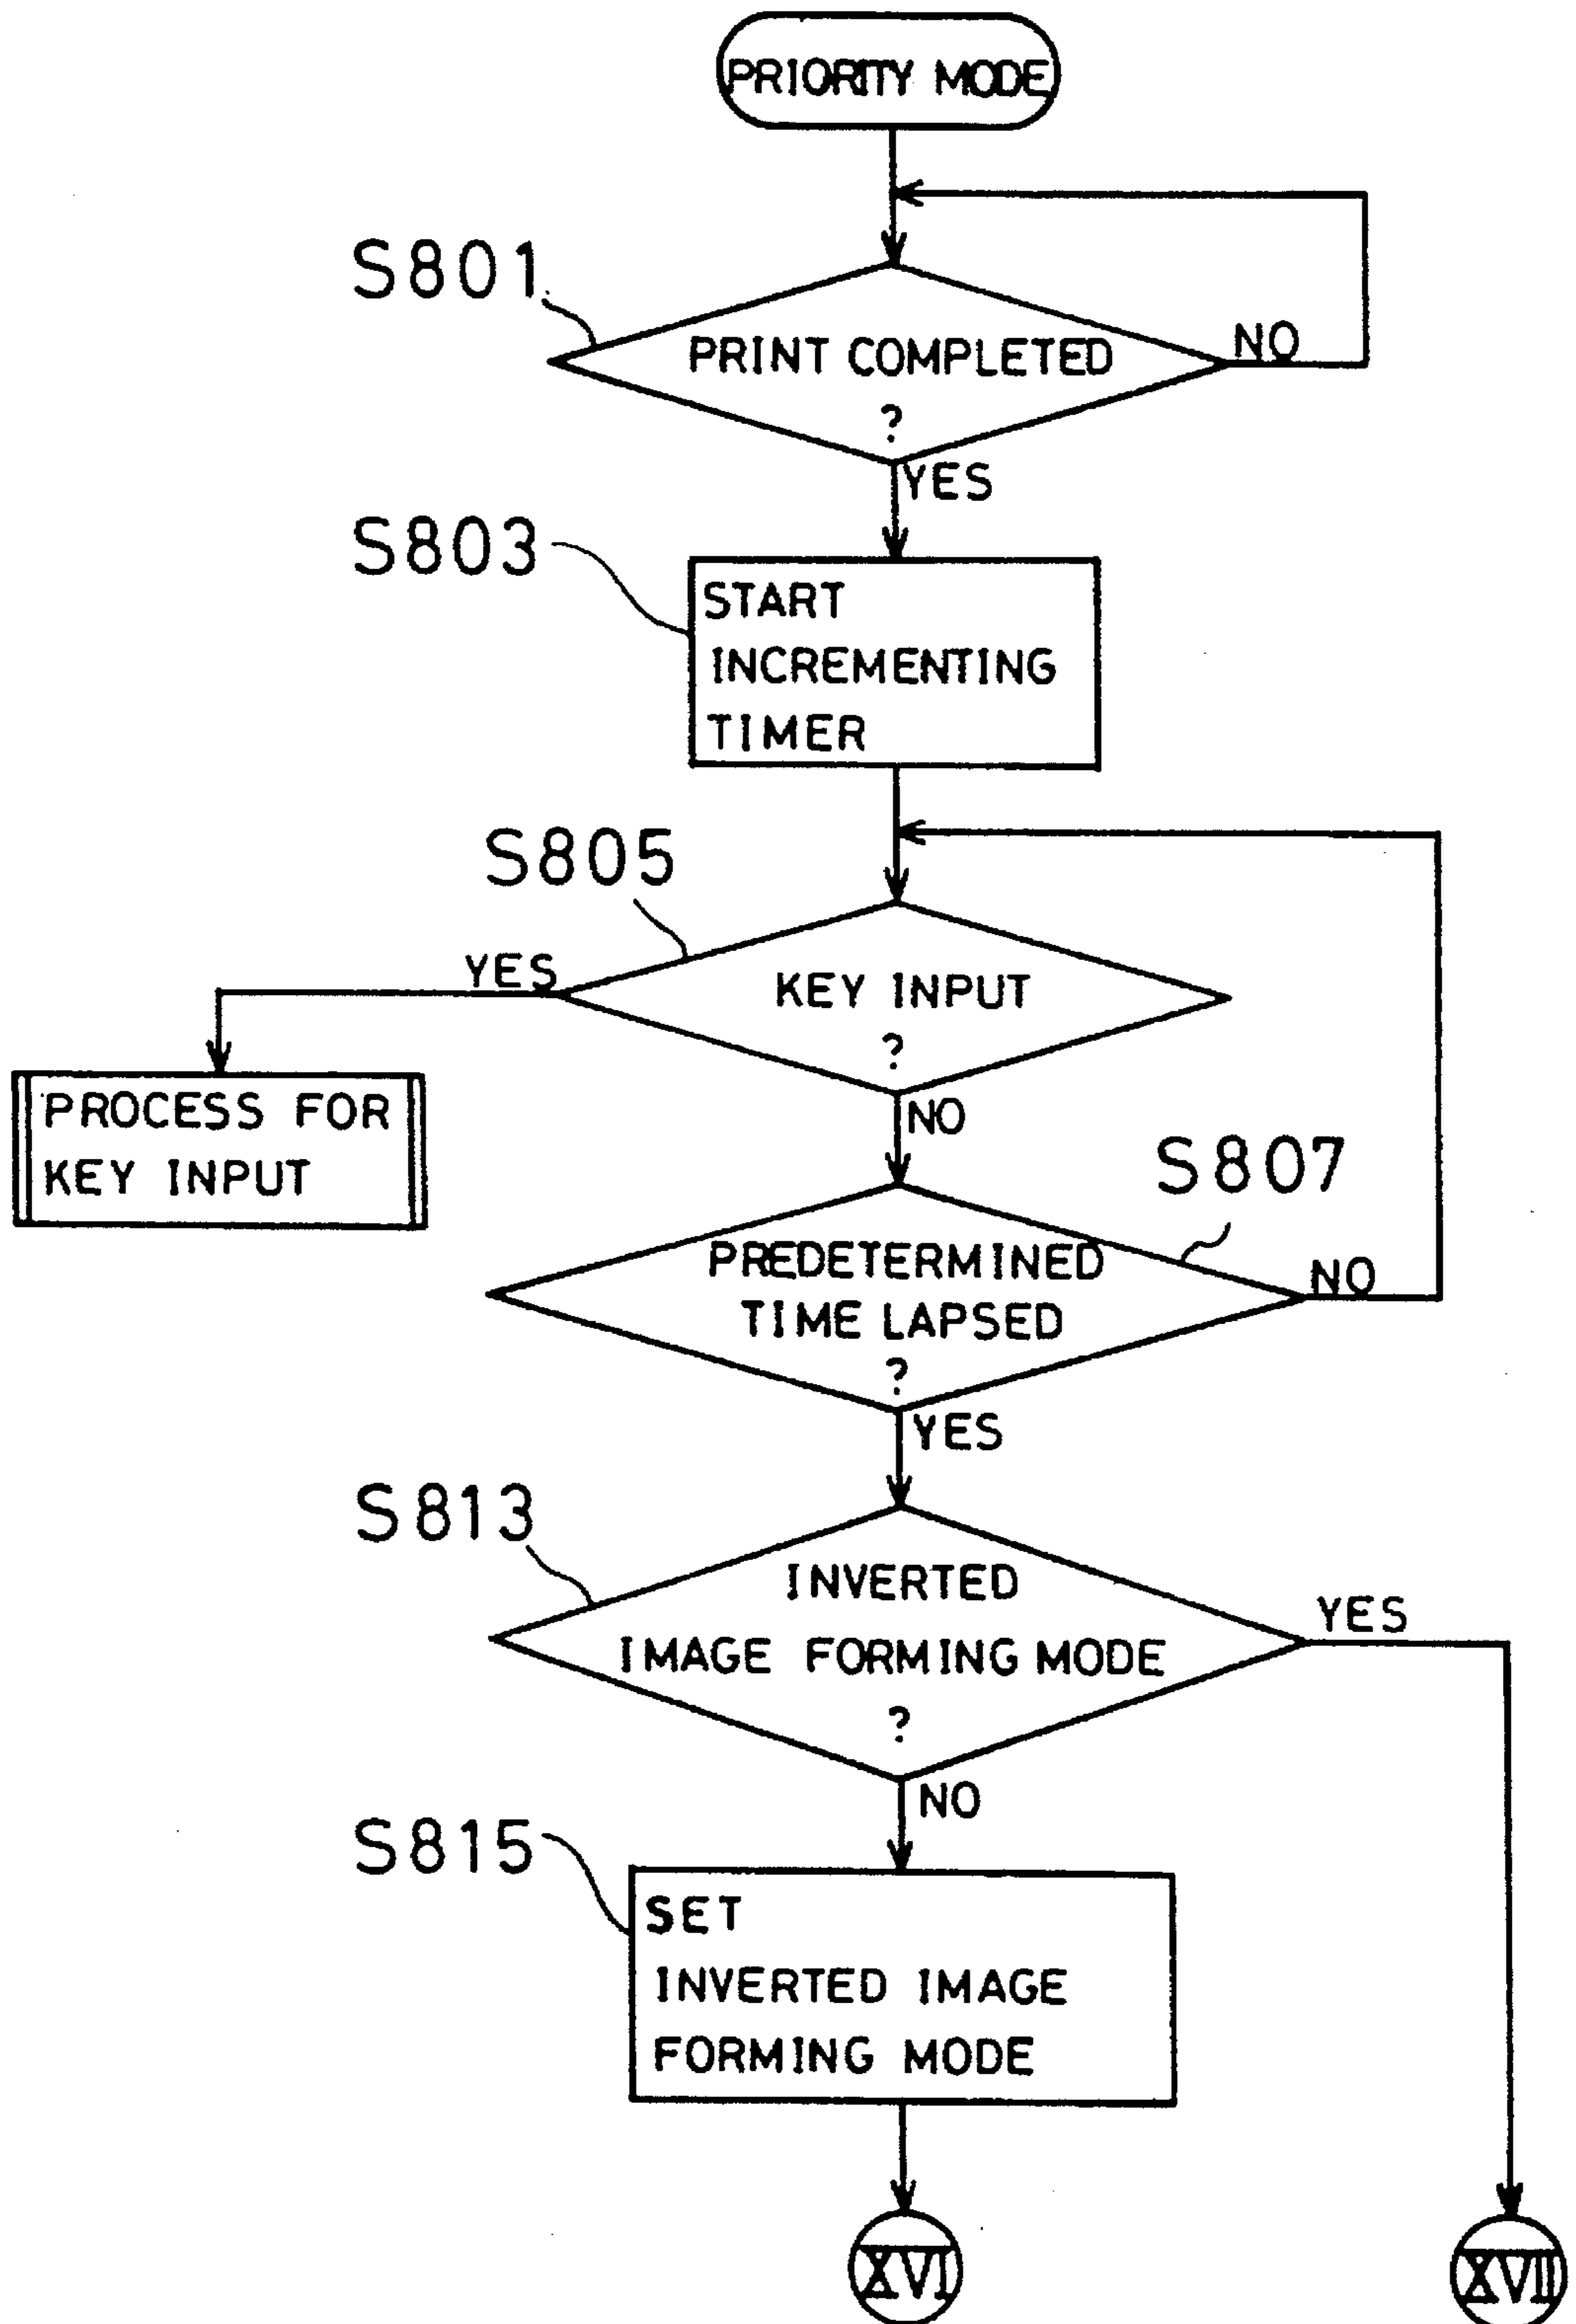 PRIORITY MODE
S801
PRINT COMPLETED
?
NO
YES
S803
START
INCREMENTING
TIMER
S805
YES
KEY INPUT
?
NO
PROCESS FOR
KEY INPUT
S807
PREDETERMINED
TIME LAPSED
?
NO
YES
S813
INVERTED
IMAGE FORMING MODE
?
YES
NO
S815
SET
INVERTED IMAGE
FORMING MODE
XVI
XVII